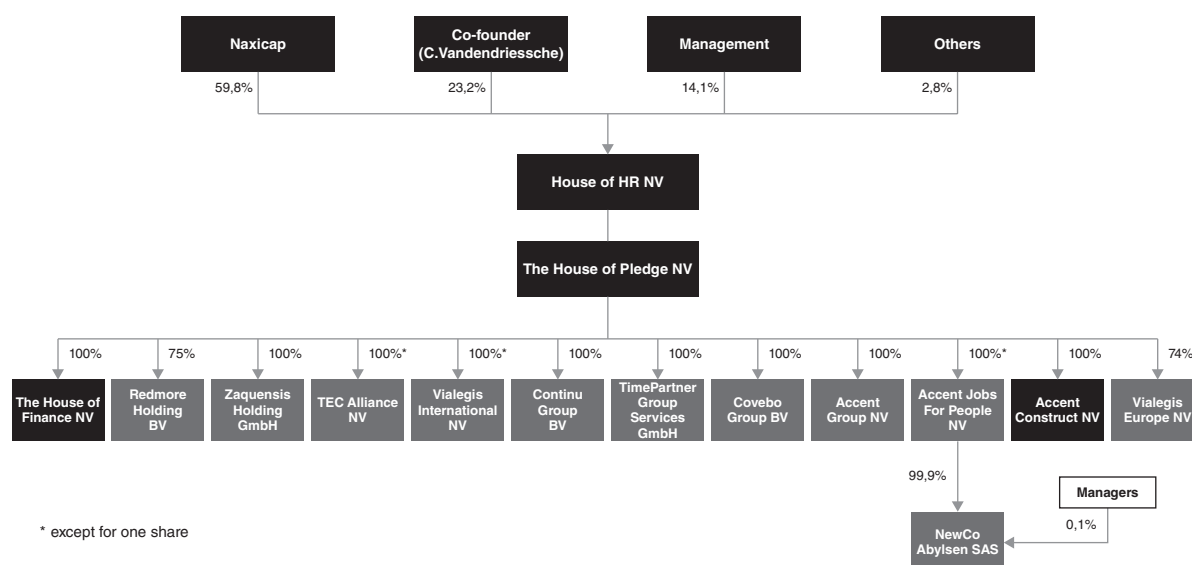 Naxicap
Co-founder
(C.Vandendriessche)
Management
Others
59,8%
23,2%
14,1%
2,8%
House of HR NV
The House of Pledge NV
100%
75%
100%
100%*
100%*
100%
100%
100%
100%
100%*
100%
74%
The House of
Finance NV
Redmore
Holding
BV
Zaquensis
Holding
GmbH
TEC Alliance
NV
Vialegis
International
NV
Continu
Group
BV
TimePartner
Group
Services
GmbH
Covebo
Group BV
Accent
Group NV
Accent Jobs
For People
NV
Accent
Construct NV
Vialegis
Europe NV
99,9%
Managers
0,1%
NewCo
Abylsen SAS
* except for one share